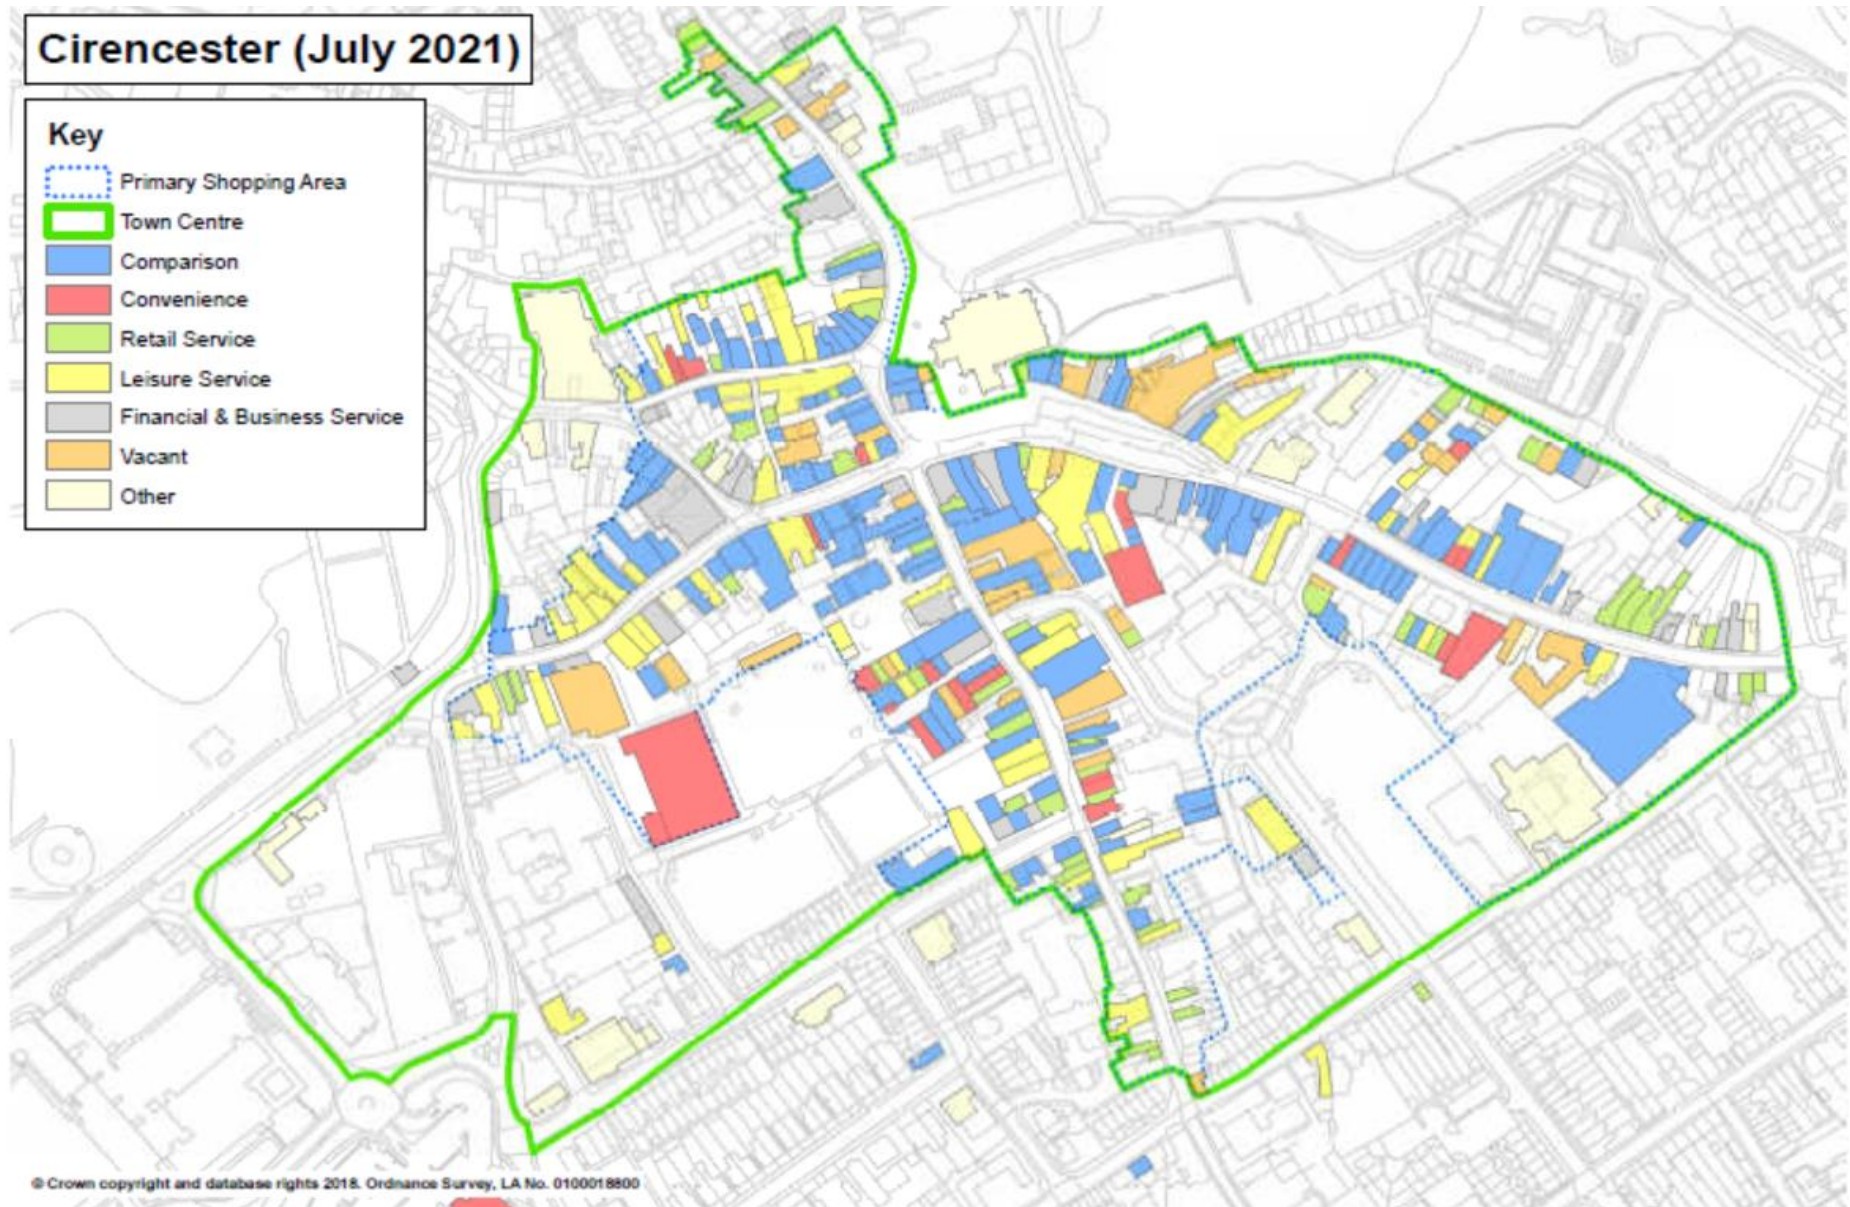 Cirencester (July 2021)
Key
Primary Shopping Area
Town Centre
Comparison
Convenience
Retail Service
Leisure Service
Financial & Business Service
Vacant
Other
© Crown copyright and database rights 2018. Ordnance Survey, LA No. 0100018800